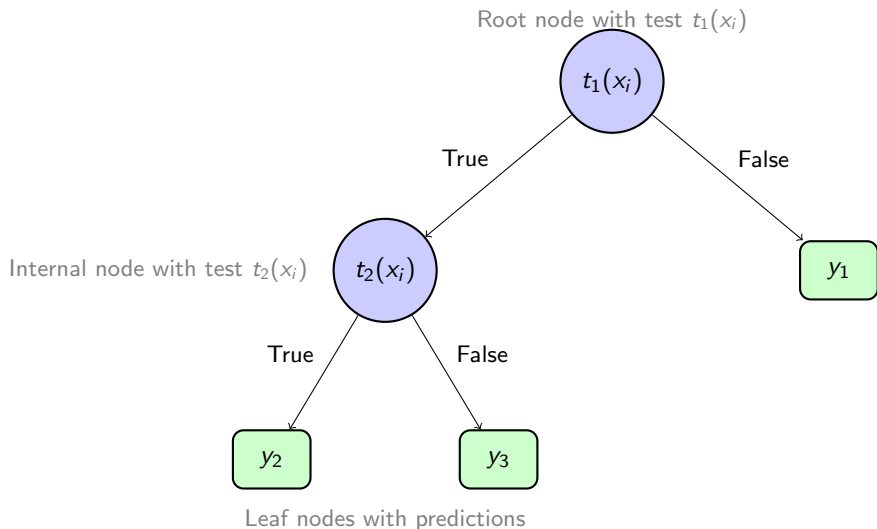 Root node with test t₁(xᵢ)
t₁(xᵢ)
True
False
Internal node with test t₂(xᵢ)
t₂(xᵢ)
y₁
True
False
y₂
y₃
Leaf nodes with predictions